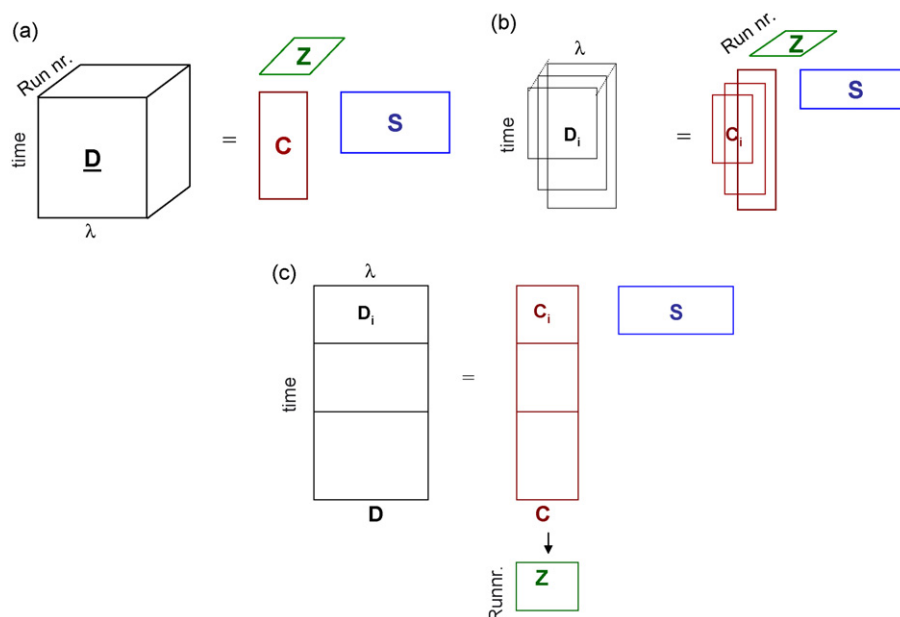 (a)
Run nr.
time
D
λ
=
Z
C
S
(b)
λ
time
Di
=
Run nr.
Z
Ci
S
(c)
λ
time
Di
D
=
Ci
C
S
Runnr.
Z